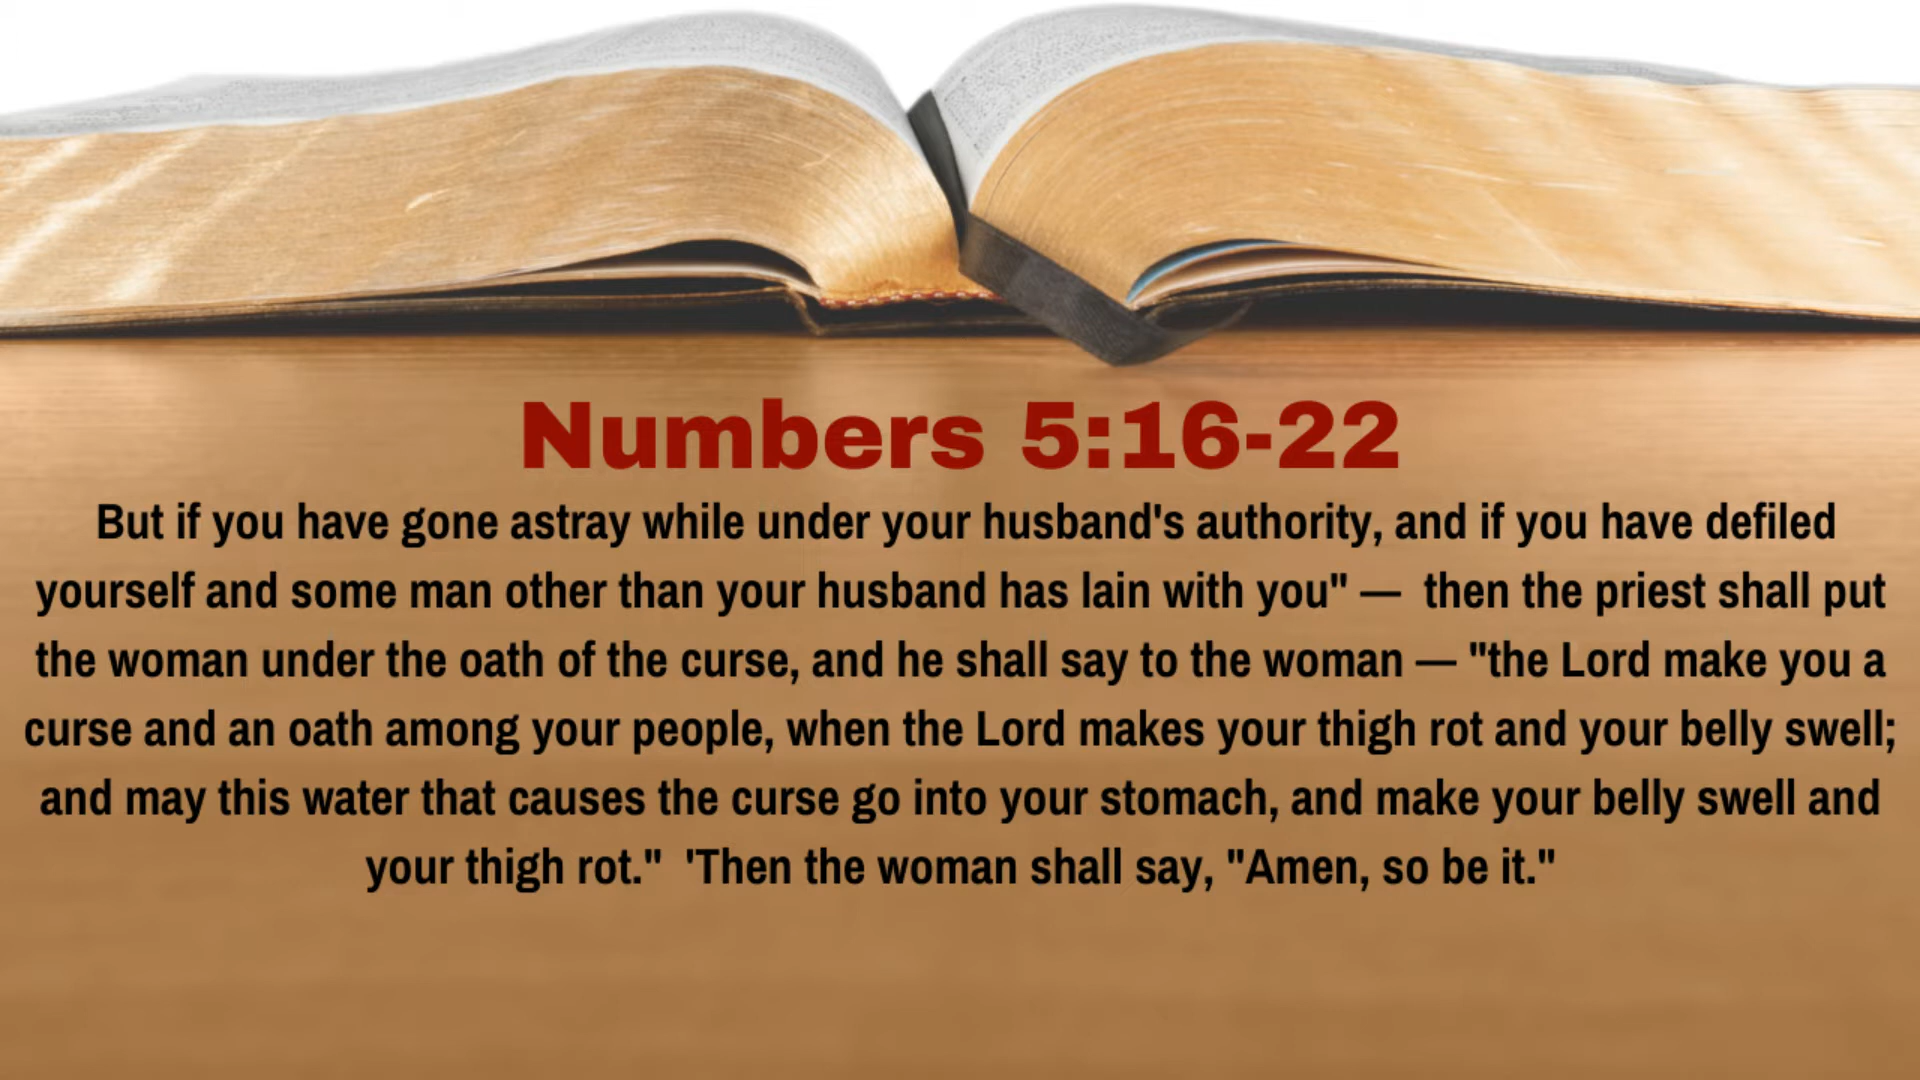 Numbers 5:16-22
But if you have gone astray while under your husband's authority, and if you have defiled
yourself and some man other than your husband has lain with you" —  then the priest shall put
the woman under the oath of the curse, and he shall say to the woman — "the Lord make you a
curse and an oath among your people, when the Lord makes your thigh rot and your belly swell;
and may this water that causes the curse go into your stomach, and make your belly swell and
your thigh rot."  'Then the woman shall say, "Amen, so be it."